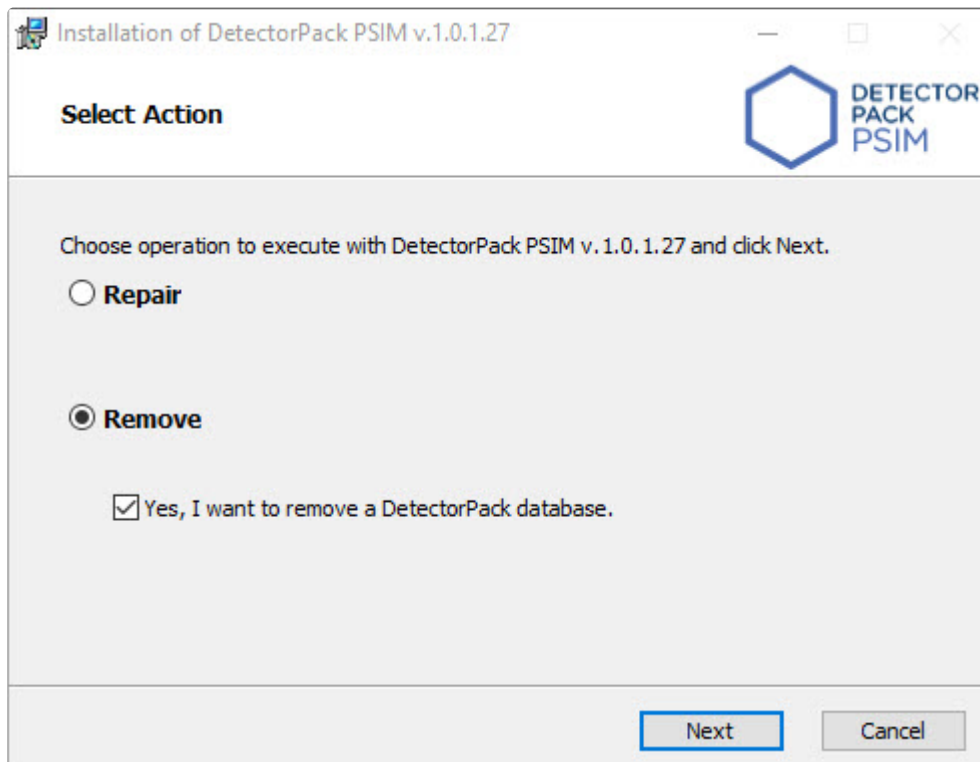 Installation of DetectorPack PSIM v.1.0.1.27
Select Action
DETECTOR
PACK
PSIM
Choose operation to execute with DetectorPack PSIM v.1.0.1.27 and click Next.
Repair
Remove
Yes, I want to remove a DetectorPack database.
Next
Cancel